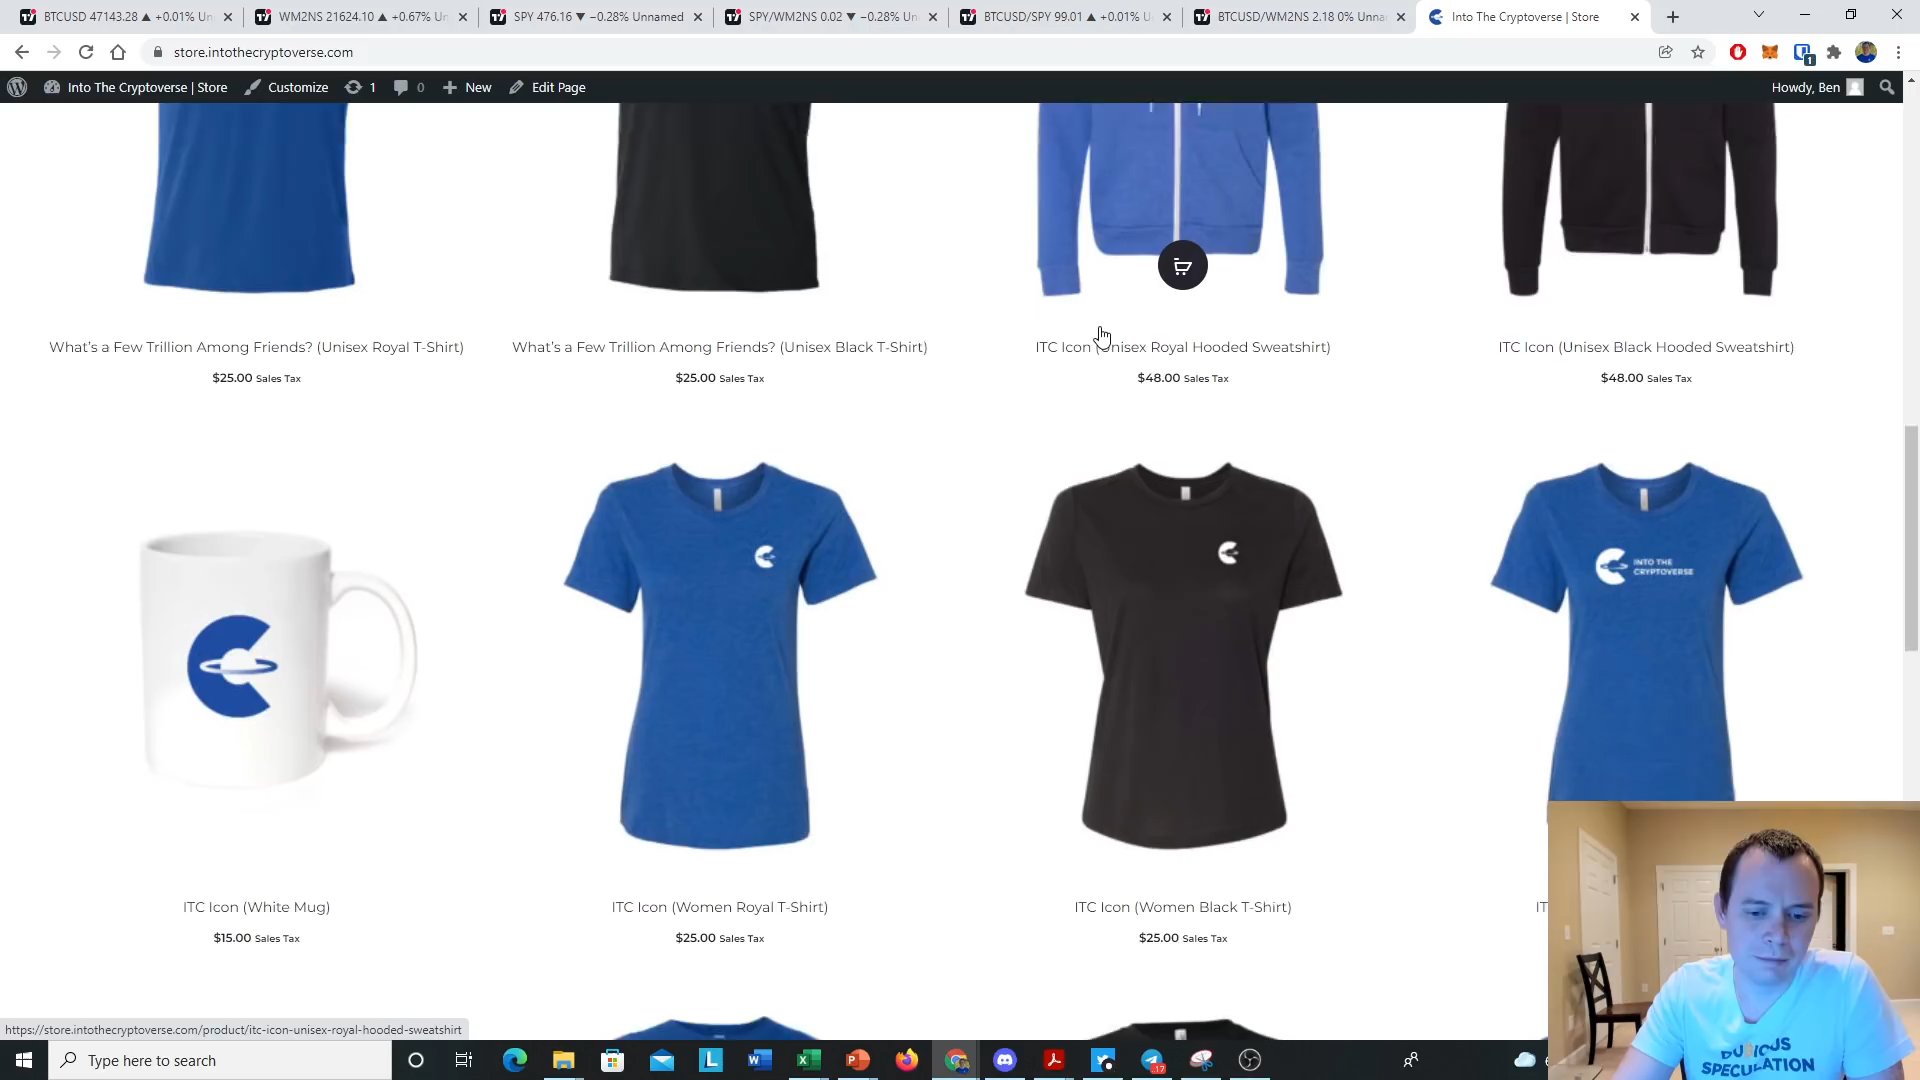 BTCUSD 47143.28 ▲ +0.01% Un
WM2NS 21624.10 ▲ +0.67% Un
SPY 476.16 ▼ −0.28% Unnamed
SPY/WM2NS 0.02 ▼ −0.28% Un
BTCUSD/SPY 99.01 ▲ +0.01% U
BTCUSD/WM2NS 2.18 0% Unna
Into The Cryptoverse | Store
store.intothecryptoverse.com
1
Into The Cryptoverse | Store
Customize
1
0
New
Edit Page
Howdy, Ben
What's a Few Trillion Among Friends? (Unisex Royal T-Shirt)
$25.00 Sales Tax
What's a Few Trillion Among Friends? (Unisex Black T-Shirt)
$25.00 Sales Tax
ITC Icon (Unisex Royal Hooded Sweatshirt)
$48.00 Sales Tax
ITC Icon (Unisex Black Hooded Sweatshirt)
$48.00 Sales Tax
INTO THE
CRYPTOVERSE
ITC Icon (White Mug)
$15.00 Sales Tax
ITC Icon (Women Royal T-Shirt)
$25.00 Sales Tax
ITC Icon (Women Black T-Shirt)
$25.00 Sales Tax
IT
https://store.intothecryptoverse.com/product/itc-icon-unisex-royal-hooded-sweatshirt
Type here to search
17
DUBIOUS
SPECULATION